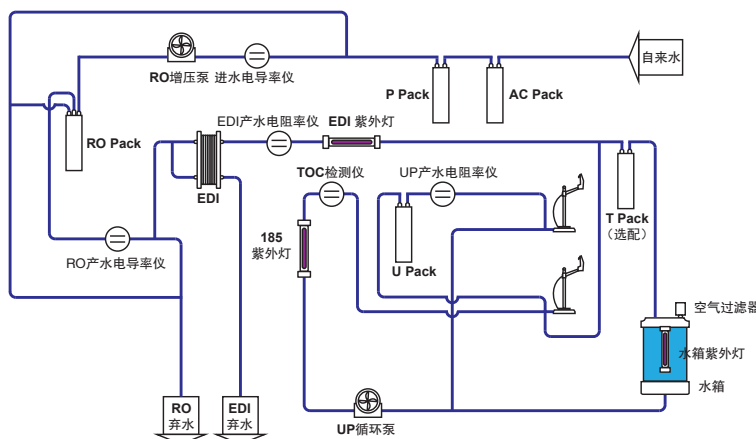 自来水
RO增压泵
进水电导率仪
P Pack
AC Pack
RO Pack
EDI产水电阻率仪
EDI 紫外灯
EDI
TOC检测仪
UP产水电阻率仪
T Pack
（选配）
185
紫外灯
U Pack
RO产水电导率仪
空气过滤器
水箱紫外灯
水箱
RO
弃水
EDI
弃水
UP循环泵